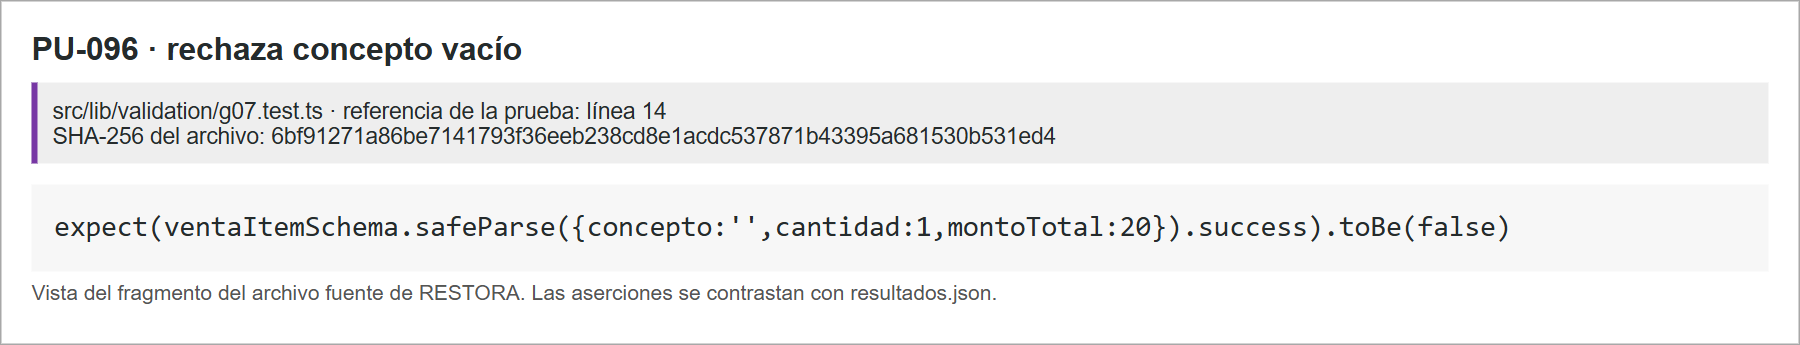 PU-096 · rechaza concepto vacío
src/lib/validation/g07.test.ts · referencia de la prueba: línea 14
SHA-256 del archivo: 6bf91271a86be7141793f36eeb238cd8e1acdc537871b43395a681530b531ed4
expect(ventaItemSchema.safeParse({concepto:'',cantidad:1,montoTotal:20}).success).toBe(false)
Vista del fragmento del archivo fuente de RESTORA. Las aserciones se contrastan con resultados.json.